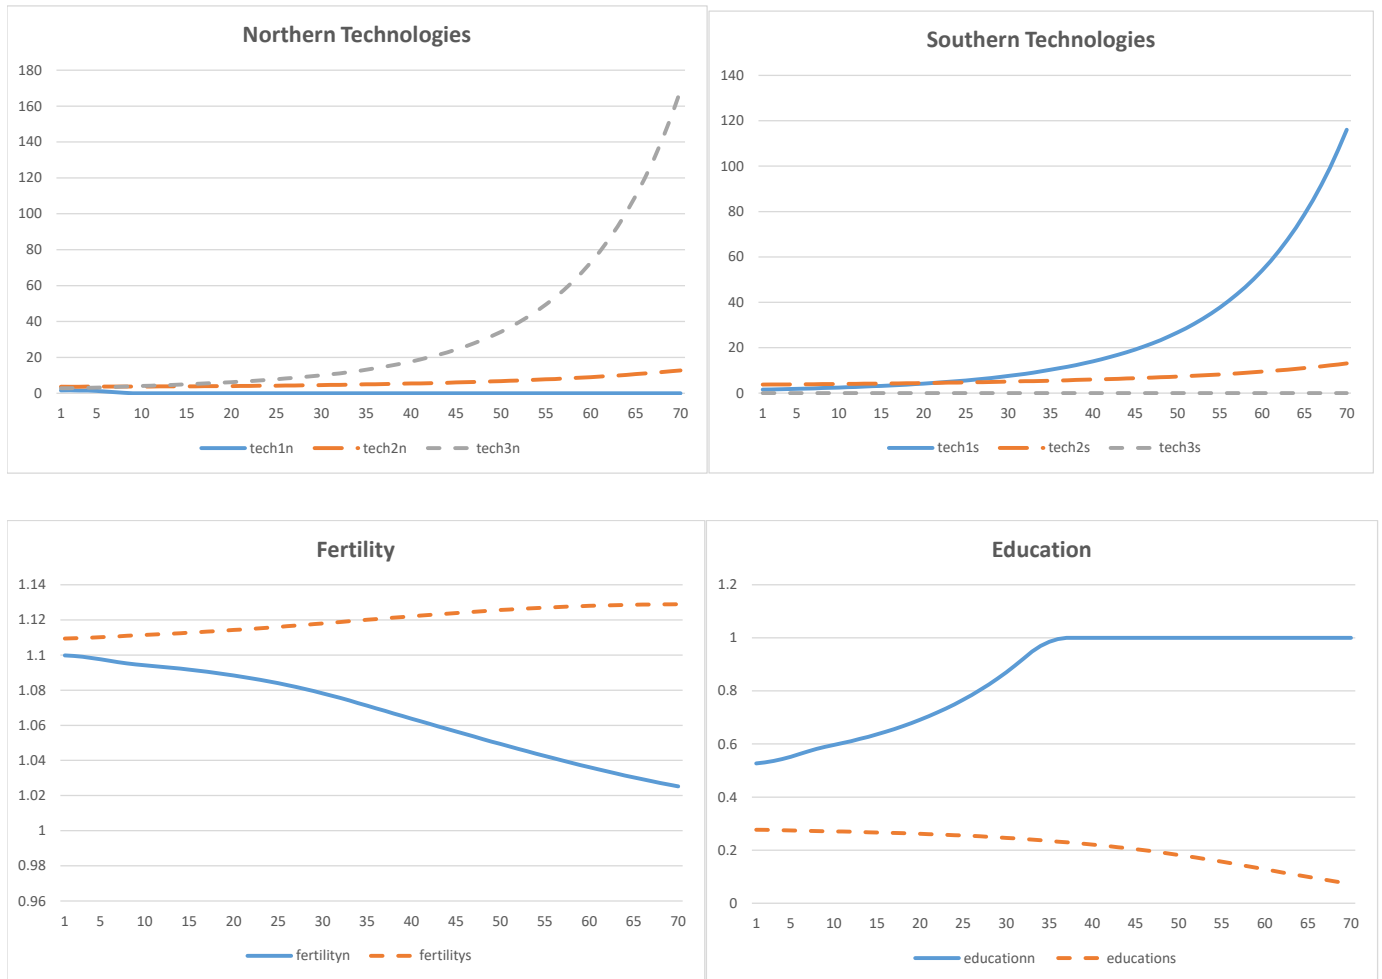 Northern Technologies
180
160
140
120
100
80
60
40
20
0
1 5 10 15 20 25 30 35 40 45 50 55 60 65 70
tech1n tech2n tech3n
Southern Technologies
140
120
100
80
60
40
20
0
1 5 10 15 20 25 30 35 40 45 50 55 60 65 70
tech1s tech2s tech3s
Fertility
1.14
1.12
1.1
1.08
1.06
1.04
1.02
1
0.98
0.96
1 5 10 15 20 25 30 35 40 45 50 55 60 65 70
fertilityn fertilitys
Education
1.2
1
0.8
0.6
0.4
0.2
0
1 5 10 15 20 25 30 35 40 45 50 55 60 65 70
educationn educations